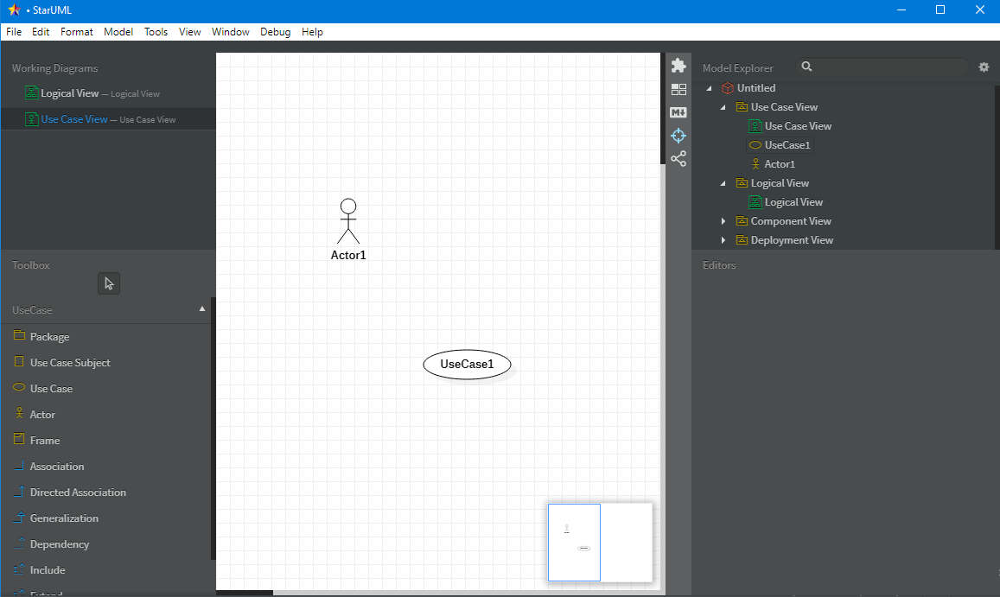 • StarUML
File Edit Format Model Tools View Window Debug Help
Working Diagrams
Logical View — Logical View
Use Case View — Use Case View
Toolbox
UseCase
Package
Use Case Subject
Use Case
Actor
Frame
Association
Directed Association
Generalization
Dependency
Include
Extend
Actor1
UseCase1
M
Model Explorer
Untitled
Use Case View
Use Case View
UseCase1
Actor1
Logical View
Logical View
Component View
Deployment View
Editors